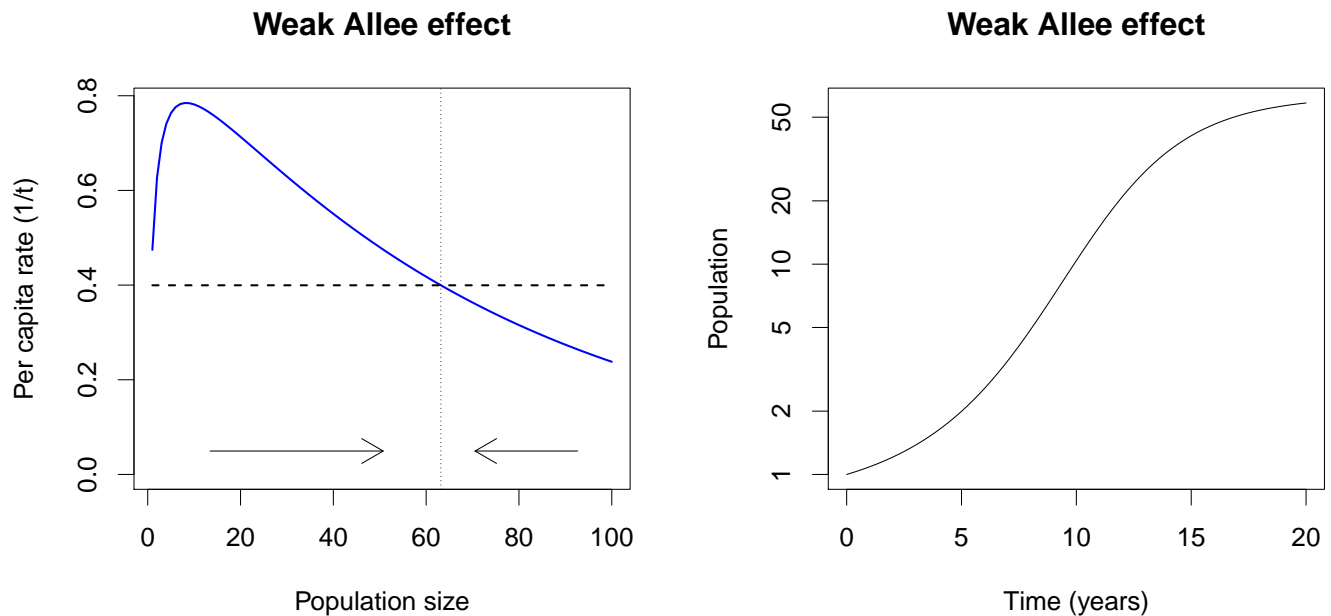 Weak Allee effect
Per capita rate (1/t)
0.8
0.6
0.4
0.2
0.0
0 20 40 60 80 100
Population size
Weak Allee effect
Population
50
20
10
5
2
1
0 5 10 15 20
Time (years)